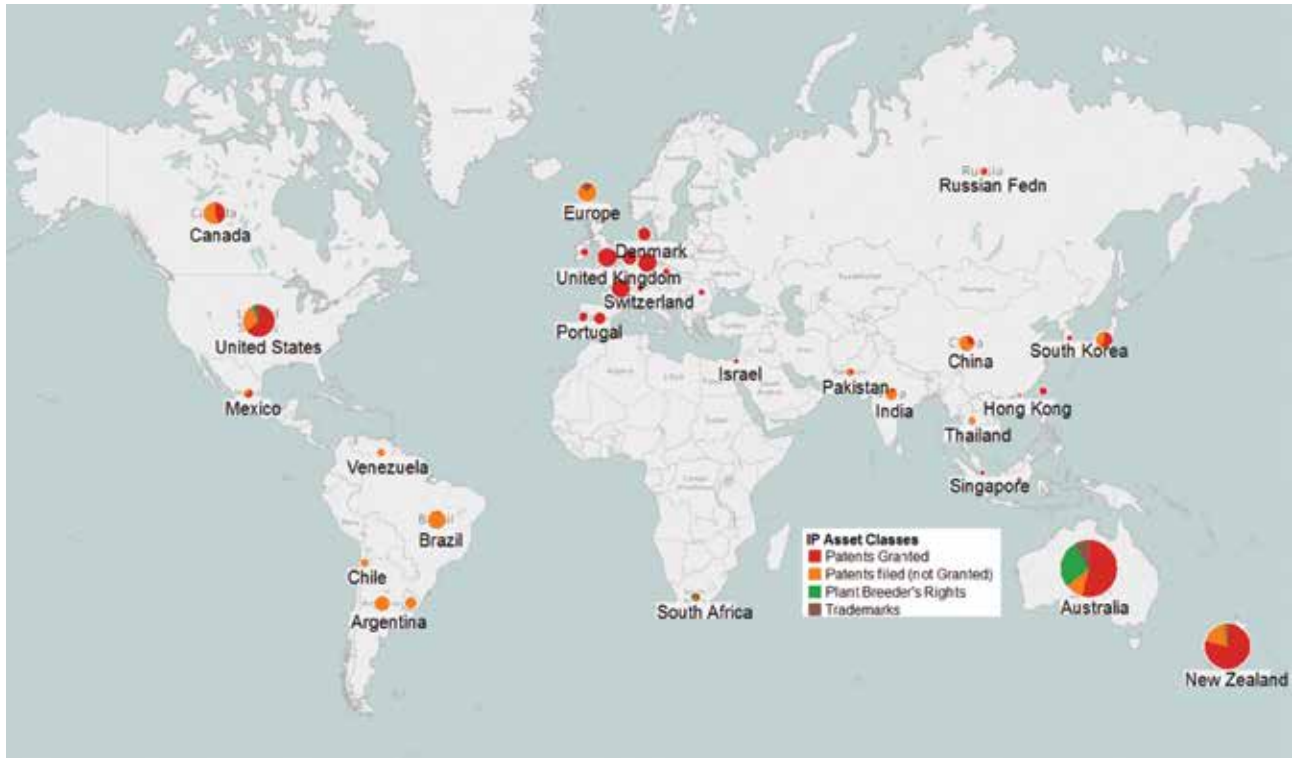 Greenland
Russian Fedn
Europe
Canada
Denmark
United Kingdom
Switzerland
United States
Portugal
China
South Korea
Israel
Pakistan
India
Mexico
Hong Kong
Thailand
Venezuela
Singapore
Brazil
IP Asset Classes
Patents Granted
Patents filed (not Granted)
Plant Breeder's Rights
Trademarks
Chile
South Africa
Australia
Argentina
New Zealand